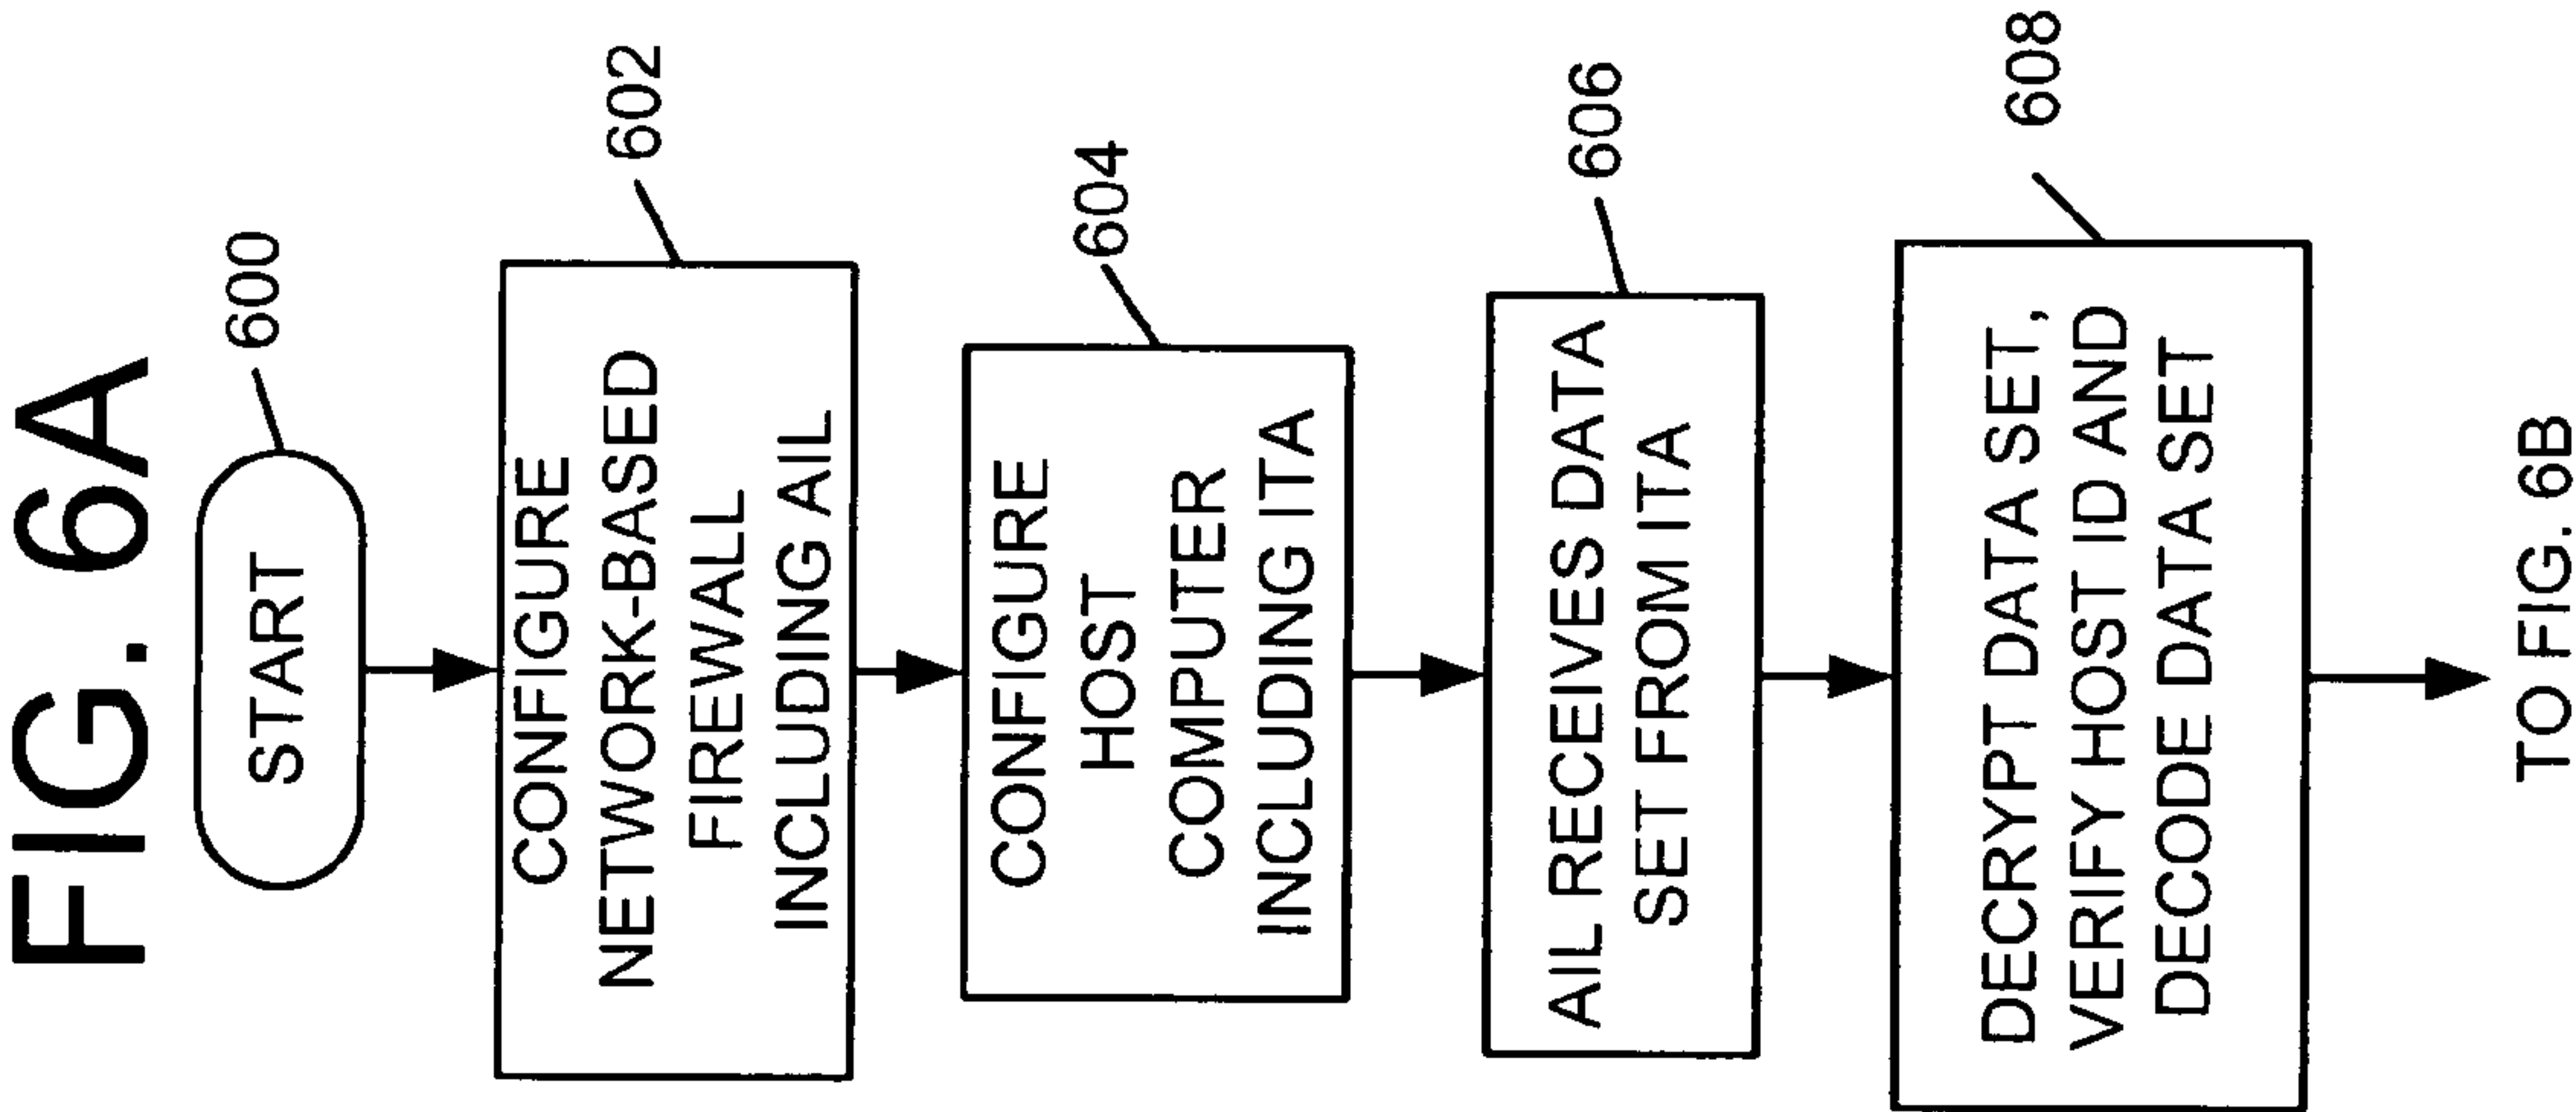 FIG. 6A
START
600
CONFIGURE
NETWORK-BASED
FIREWALL
INCLUDING AIL
602
CONFIGURE
HOST
COMPUTER
INCLUDING ITA
604
AIL RECEIVES DATA
SET FROM ITA
606
DECRYPT DATA SET,
VERIFY HOST ID AND
DECODE DATA SET
608
TO FIG. 6B